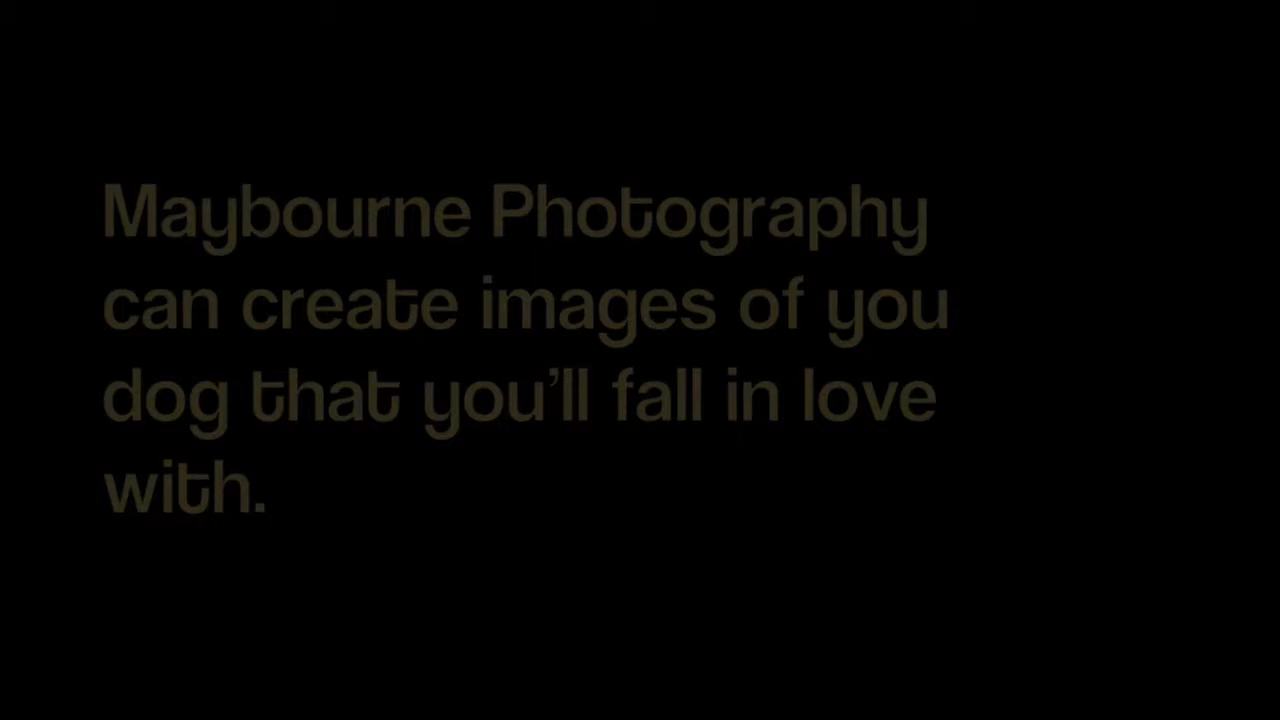 Maybourne Photography
can create images of you
dog that you’ll fall in love
with.